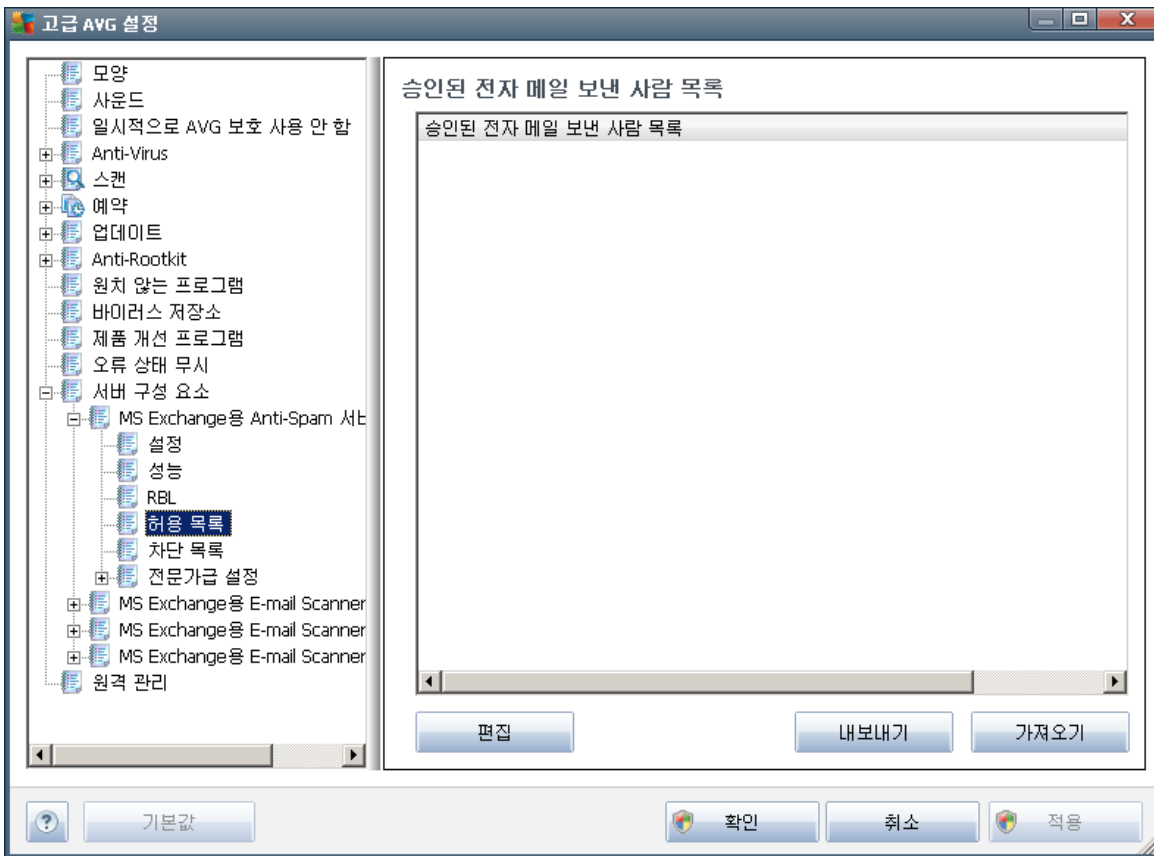 고급 AVG 설정
모양
사운드
일시적으로 AVG 보호 사용 안 함
Anti-Virus
스캔
예약
업데이트
Anti-Rootkit
원치 않는 프로그램
바이러스 저장소
제품 개선 프로그램
오류 상태 무시
서버 구성 요소
MS Exchange용 Anti-Spam 서버
설정
성능
RBL
허용 목록
차단 목록
전문가급 설정
MS Exchange용 E-mail Scanner
MS Exchange용 E-mail Scanner
MS Exchange용 E-mail Scanner
원격 관리
승인된 전자 메일 보낸 사람 목록
승인된 전자 메일 보낸 사람 목록
편집
내보내기
가져오기
?
기본값
확인
취소
적용